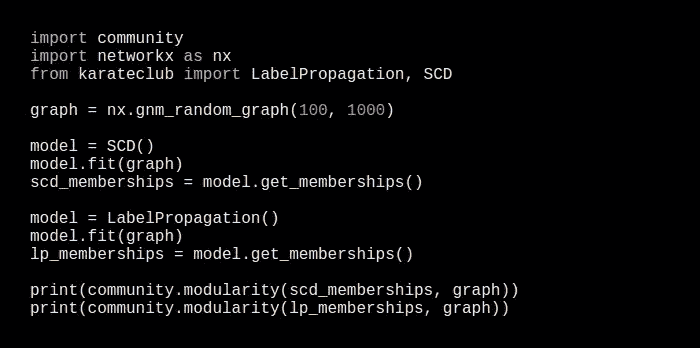 import community
import networkx as nx
from karateclub import LabelPropagation, SCD
graph = nx.gnm_random_graph(100, 1000)
model = SCD()
model.fit(graph)
scd_memberships = model.get_memberships()
model = LabelPropagation()
model.fit(graph)
lp_memberships = model.get_memberships()
print(community.modularity(scd_memberships, graph))
print(community.modularity(lp_memberships, graph))